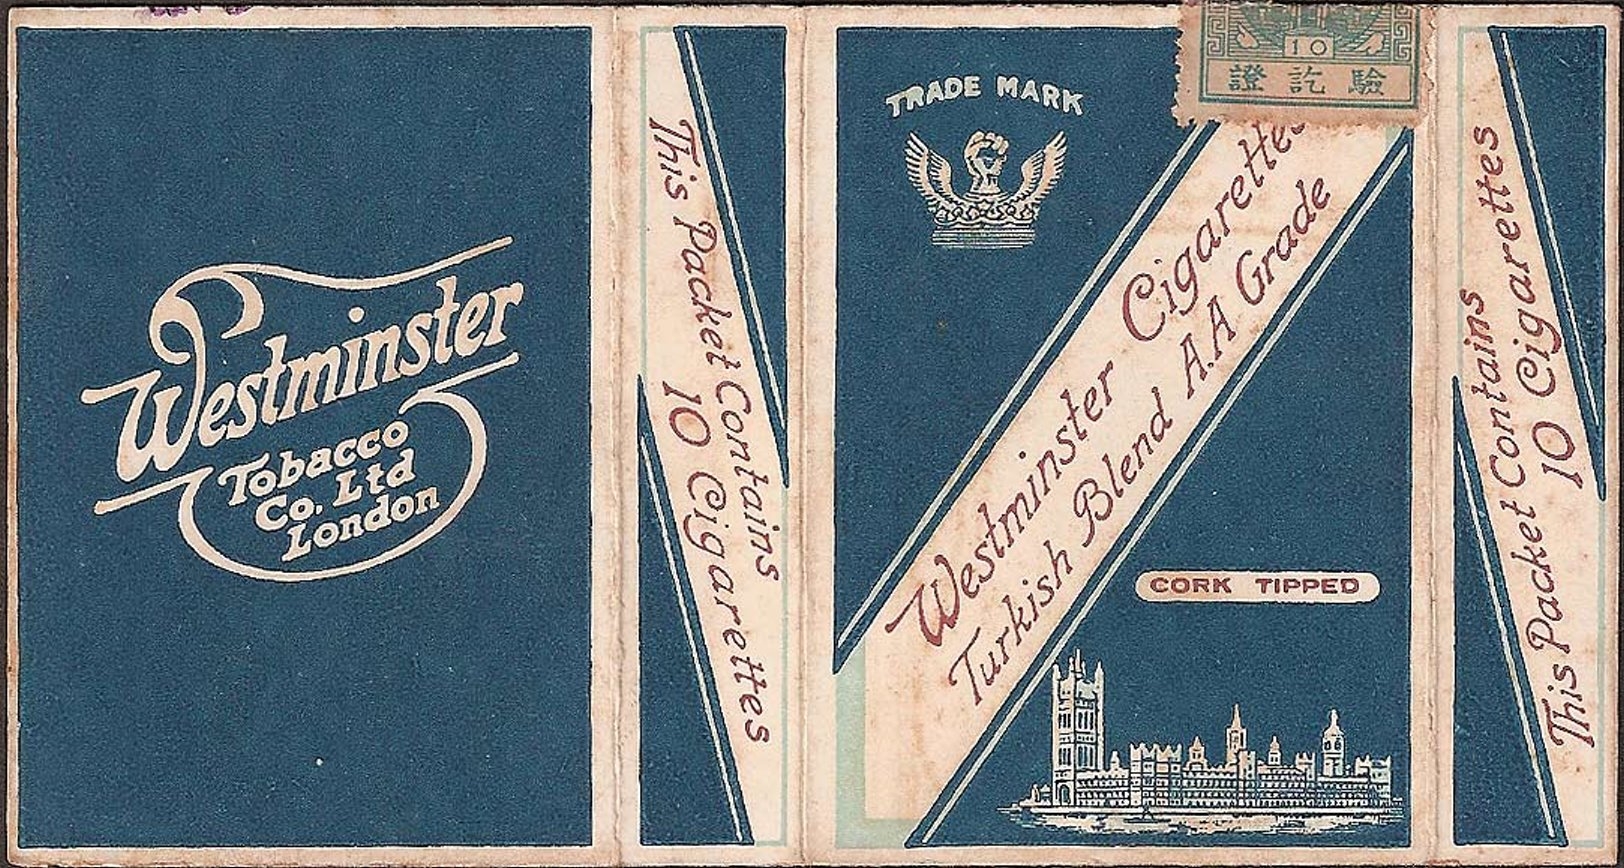 Westminster
Tobacco
Co. Ltd
London
This Packet Contains
10 Cigarettes
TRADE MARK
Westminster Cigarettes
Turkish Blend A.A Grade
CORK TIPPED
10
證訖驗
This Packet Contains
10 Cigarettes